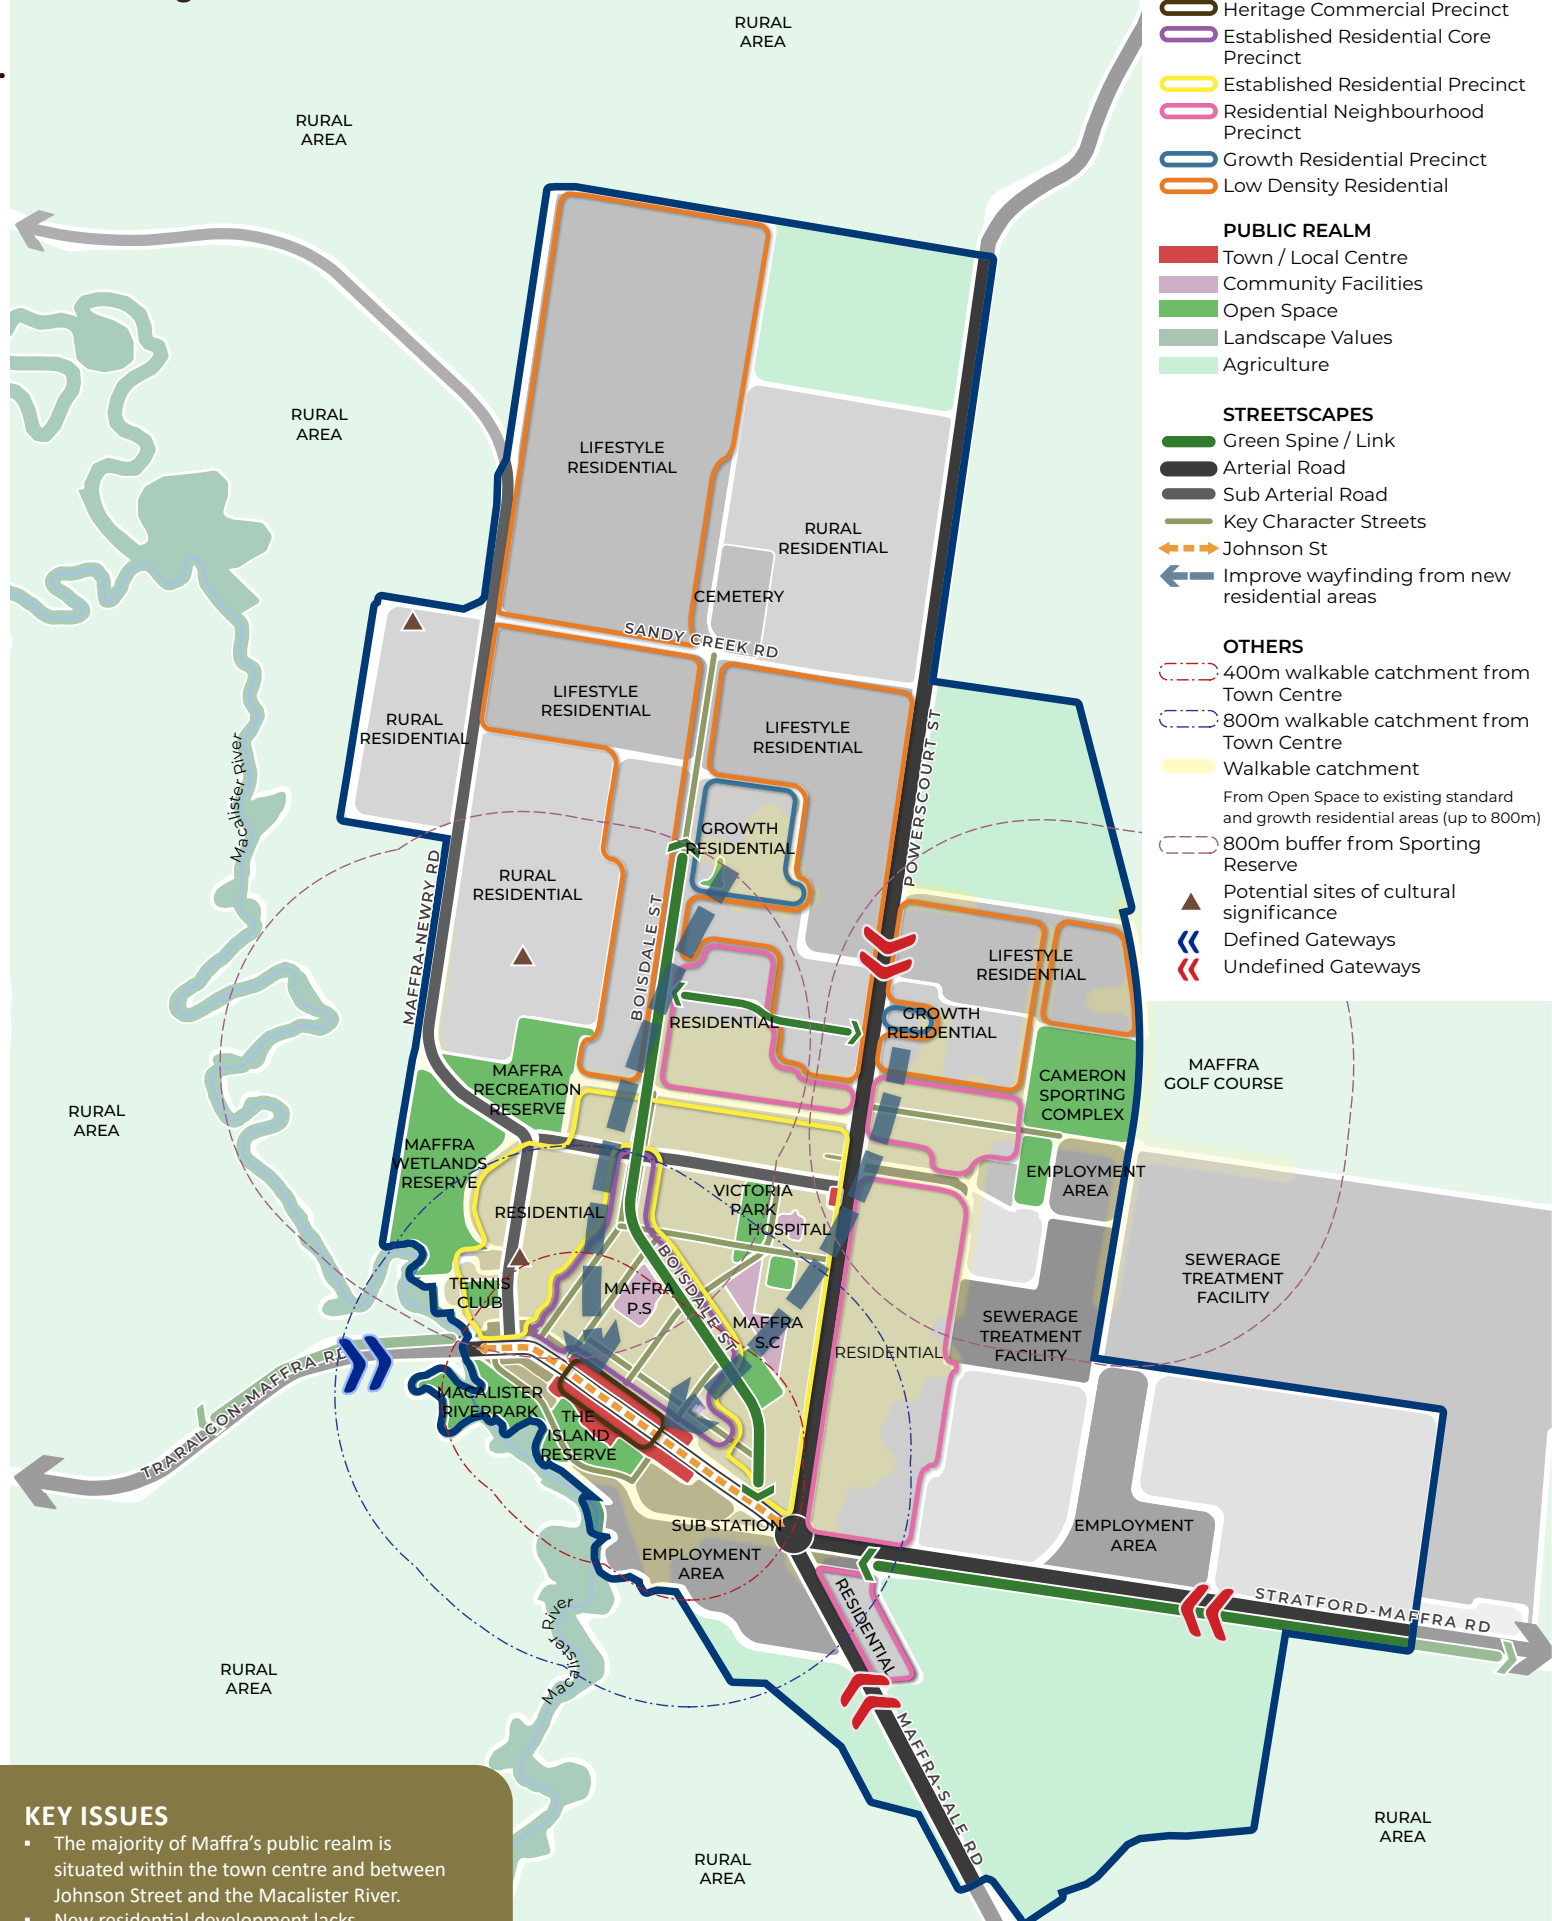 Heritage Commercial Precinct
Established Residential Core
Precinct
Established Residential Precinct
Residential Neighbourhood
Precinct
Growth Residential Precinct
Low Density Residential
PUBLIC REALM
Town / Local Centre
Community Facilities
Open Space
Landscape Values
Agriculture
STREETSCAPES
Green Spine / Link
Arterial Road
Sub Arterial Road
Key Character Streets
Johnson St
Improve wayfinding from new
residential areas
OTHERS
400m walkable catchment from
Town Centre
800m walkable catchment from
Town Centre
Walkable catchment
From Open Space to existing standard
and growth residential areas (up to 800m)
800m buffer from Sporting
Reserve
Potential sites of cultural
significance
Defined Gateways
Undefined Gateways
RURAL
AREA
RURAL
AREA
RURAL
AREA
LIFESTYLE
RESIDENTIAL
RURAL
RESIDENTIAL
CEMETERY
SANDY CREEK RD
LIFESTYLE
RESIDENTIAL
RURAL
RESIDENTIAL
LIFESTYLE
RESIDENTIAL
Macalister River
POWERSCOURT ST
GROWTH
RESIDENTIAL
RURAL
RESIDENTIAL
MAFFRA-NEWRY RD
BOISDALE ST
LIFESTYLE
RESIDENTIAL
RESIDENTIAL
GROWTH
RESIDENTIAL
MAFFRA
RECREATION
RESERVE
CAMERON
SPORTING
COMPLEX
MAFFRA
GOLF COURSE
RURAL
AREA
MAFFRA
WETLANDS
RESERVE
EMPLOYMENT
AREA
VICTORIA
PARK
HOSPITAL
RESIDENTIAL
BOISDALE ST
SEWERAGE
TREATMENT
FACILITY
TENNIS
CLUB
MAFFRA
P.S
MAFFRA
S.C
SEWERAGE
TREATMENT
FACILITY
RESIDENTIAL
TRARALGON-MAFFRA RD
MACALISTER
RIVERPARK
THE
ISLAND
RESERVE
SUB STATION
EMPLOYMENT
AREA
EMPLOYMENT
AREA
RESIDENTIAL
STRATFORD-MAFFRA RD
Macalister River
RURAL
AREA
MAFFRA-SALE RD
RURAL
AREA
RURAL
AREA
KEY ISSUES
▪ The majority of Maffra's public realm is
situated within the town centre and between
Johnson Street and the Macalister River.
▪ New residential development lacks